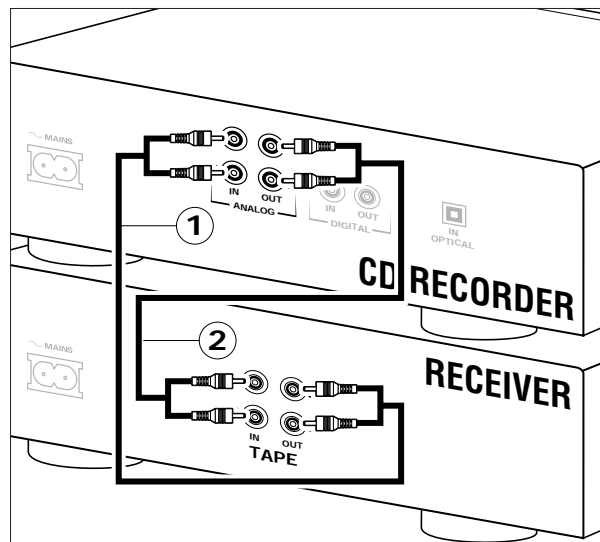 ~ MAINS
IN
OUT
ANALOG
IN
OUT
DIGITAL
IN
OPTICAL
1
CD RECORDER
2
~ MAINS
RECEIVER
IN
OUT
TAPE